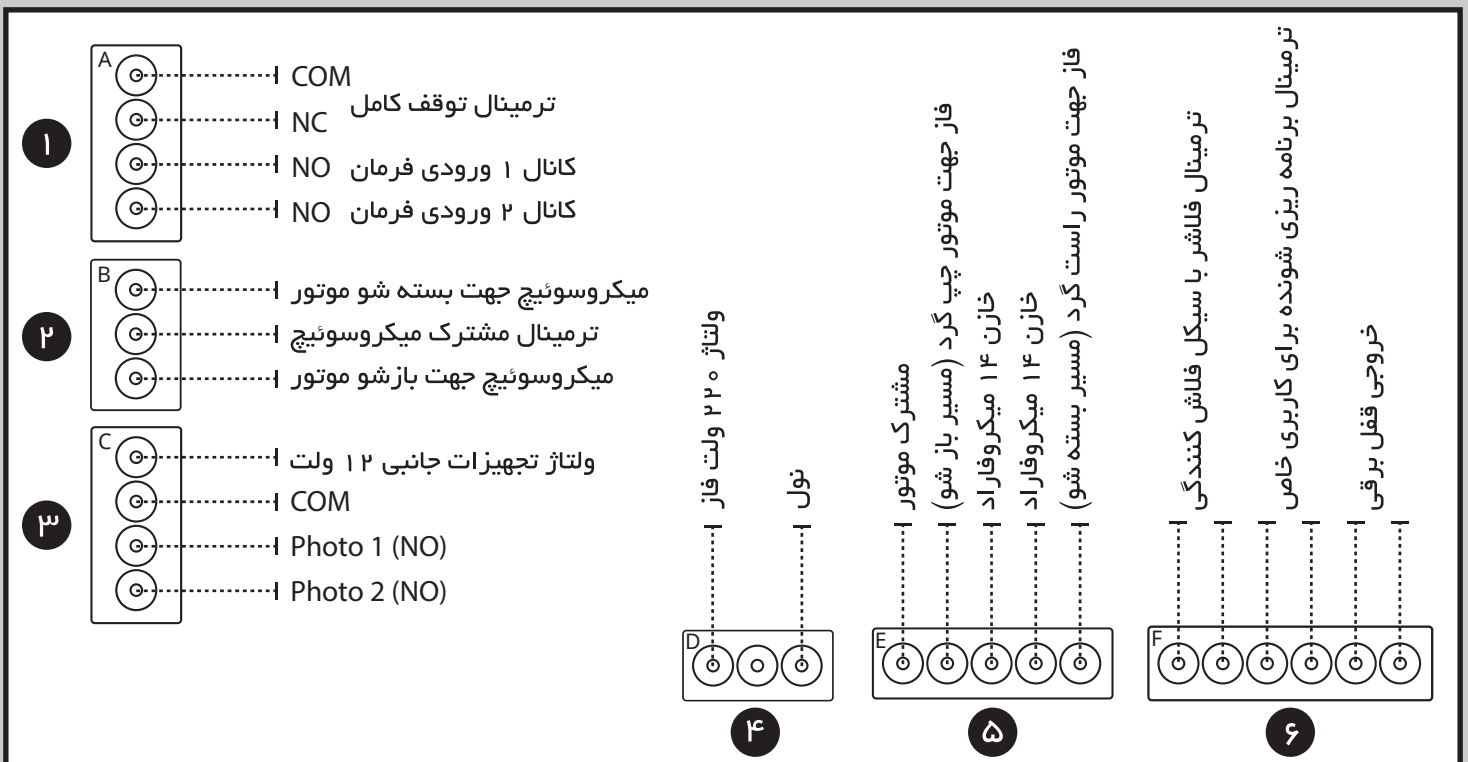 A
COM
ترمینال توقف کامل
NC
NO کانال ۱ ورودی فرمان
NO کانال ۲ ورودی فرمان
۱
B
میکروسوئیچ جهت بسته شو موتور
ترمینال مشترک میکروسوئیچ
میکروسوئیچ جهت بازشو موتور
۲
C
ولتاژ تجهیزات جانبی ۱۲ ولت
COM
Photo 1 (NO)
Photo 2 (NO)
۳
ولتاژ ۲۲۰ ولت فاز
نول
D
۴
مشترک موتور
فاز جهت موتور چپ گرد (مسیر باز شو)
خازن ۱۴ میکروفاراد
خازن ۱۴ میکروفاراد
فاز جهت موتور راست گرد (مسیر بسته شو)
E
۵
ترمینال فلاشر با سیکل فلاش کنندگی
ترمینال برنامه ریزی شونده برای کاربری خاص
خروجی قفل برقی
F
۶